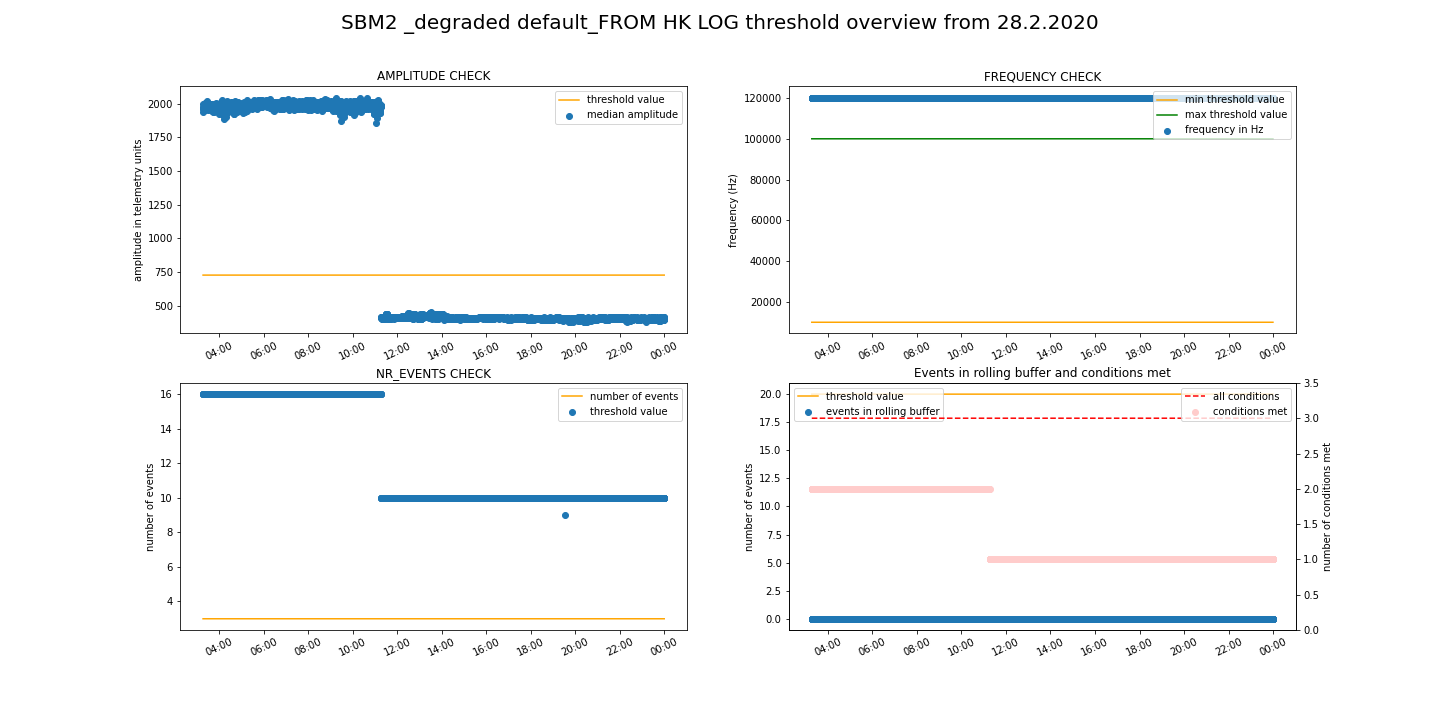 SBM2 _degraded default_FROM HK LOG threshold overview from 28.2.2020
AMPLITUDE CHECK
amplitude in telemetry units
2000
1750
1500
1250
1000
750
500
threshold value
median amplitude
04:00 06:00 08:00 10:00 12:00 14:00 16:00 18:00 20:00 22:00 00:00
FREQUENCY CHECK
frequency (Hz)
120000
100000
80000
60000
40000
20000
min threshold value
max threshold value
frequency in Hz
04:00 06:00 08:00 10:00 12:00 14:00 16:00 18:00 20:00 22:00 00:00
NR_EVENTS CHECK
number of events
16
14
12
10
8
6
4
number of events
threshold value
04:00 06:00 08:00 10:00 12:00 14:00 16:00 18:00 20:00 22:00 00:00
Events in rolling buffer and conditions met
number of events
20.0
17.5
15.0
12.5
10.0
7.5
5.0
2.5
0.0
threshold value
events in rolling buffer
all conditions
conditions met
3.5
3.0
2.5
2.0
1.5
1.0
0.5
0.0
number of conditions met
04:00 06:00 08:00 10:00 12:00 14:00 16:00 18:00 20:00 22:00 00:00